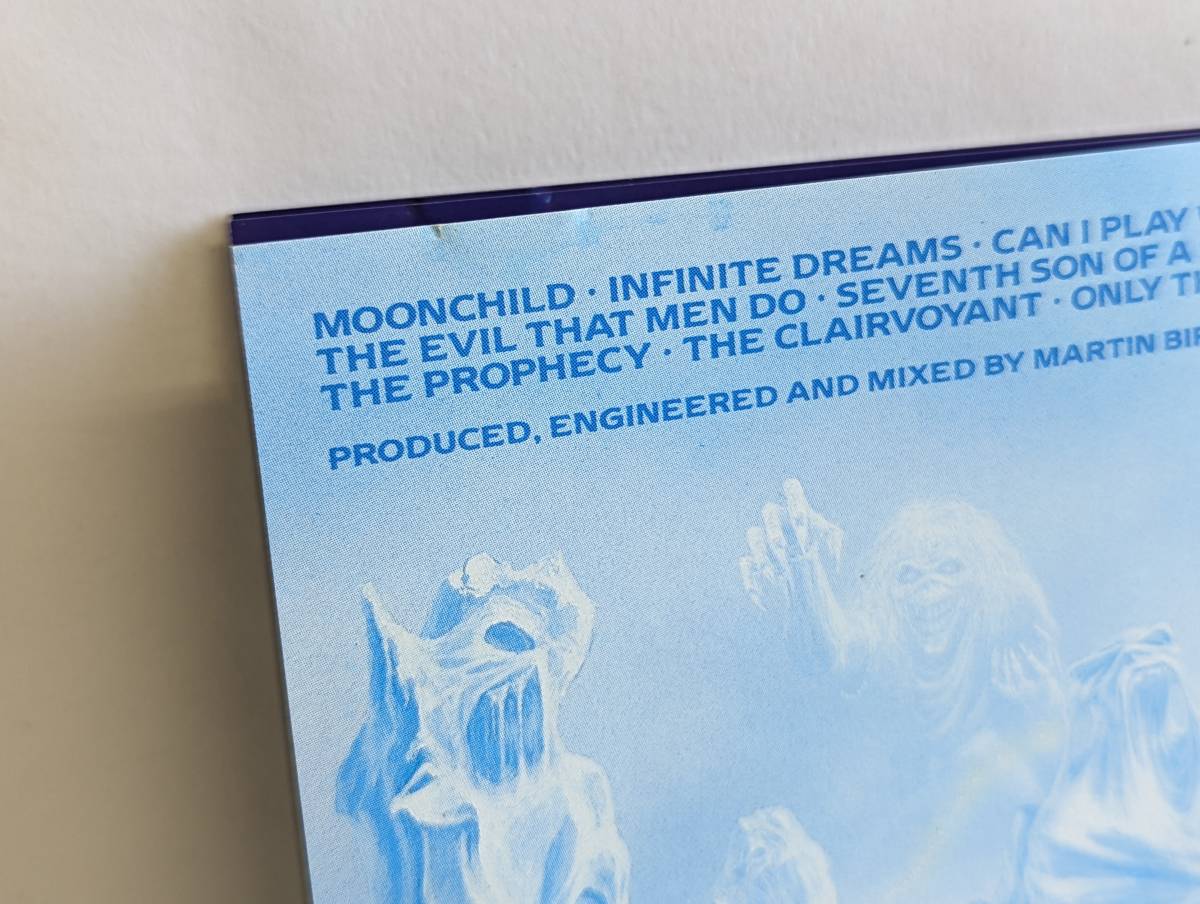 MOONCHILD · INFINITE DREAMS · CAN I PLAY
THE EVIL THAT MEN DO · SEVENTH SON OF A
THE PROPHECY · THE CLAIRVOYANT · ONLY
PRODUCED, ENGINEERED AND MIXED BY MARTIN